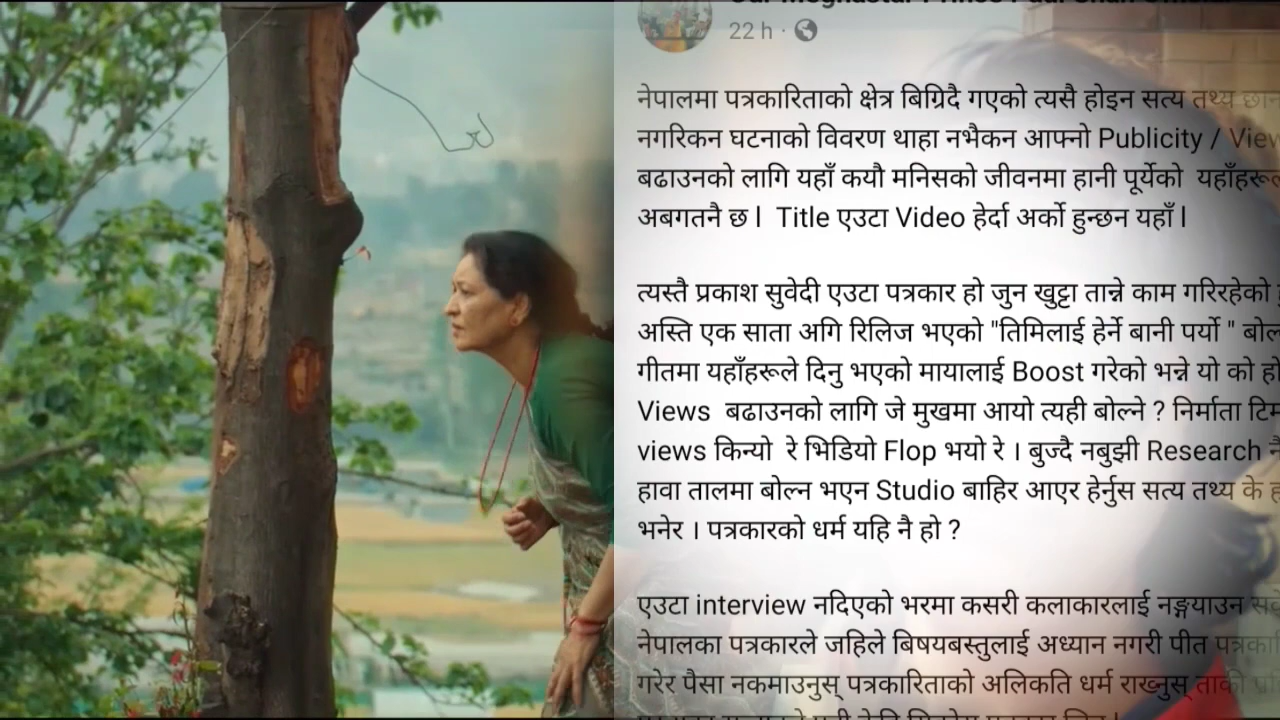 22 h ·
नेपालमा पत्रकारिताको क्षेत्र बिग्रिदै गएको त्यसै होइन सत्य तथ्य
नगरिकन घटनाको विवरण थाहा नभैकन आफ्नो Publicity /
बढाउनको लागि यहाँ कयौ मनिसको जीवनमा हानी पूर्येको
अबगतनै छ l Title एउटा Video हेर्दा अर्को हुन्छन यहाँ l
त्यस्तै प्रकाश सुवेदी एउटा पत्रकार हो जुन खुट्टा तान्ने काम गरिरहेको
अस्ति एक साता अगि रिलिज भएको "तिमिलाई हेर्ने बानी पर्यो "
गीतमा यहाँहरूले दिनु भएको मायालाई Boost गरेको भन्ने यो को
Views बढाउनको लागि जे मुखमा आयो त्यही बोल्ने ? निर्माता
views किन्यो रे भिडियो Flop भयो रे । बुज्दै नबुझी Research
हावा तालमा बोल्न भएन Studio बाहिर आएर हेर्नुस सत्य तथ्य के
भनेर । पत्रकारको धर्म यहि नै हो ?
एउटा interview नदिएको भरमा कसरी कलाकारलाई नङ्गयाउन
नेपालका पत्रकारले जहिले बिषयबस्तुलाई अध्यान नगरी पीत
गरेर पैसा नकमाउनुस् पत्रकारिताको अलिकति धर्म राख्नुस् ताकी